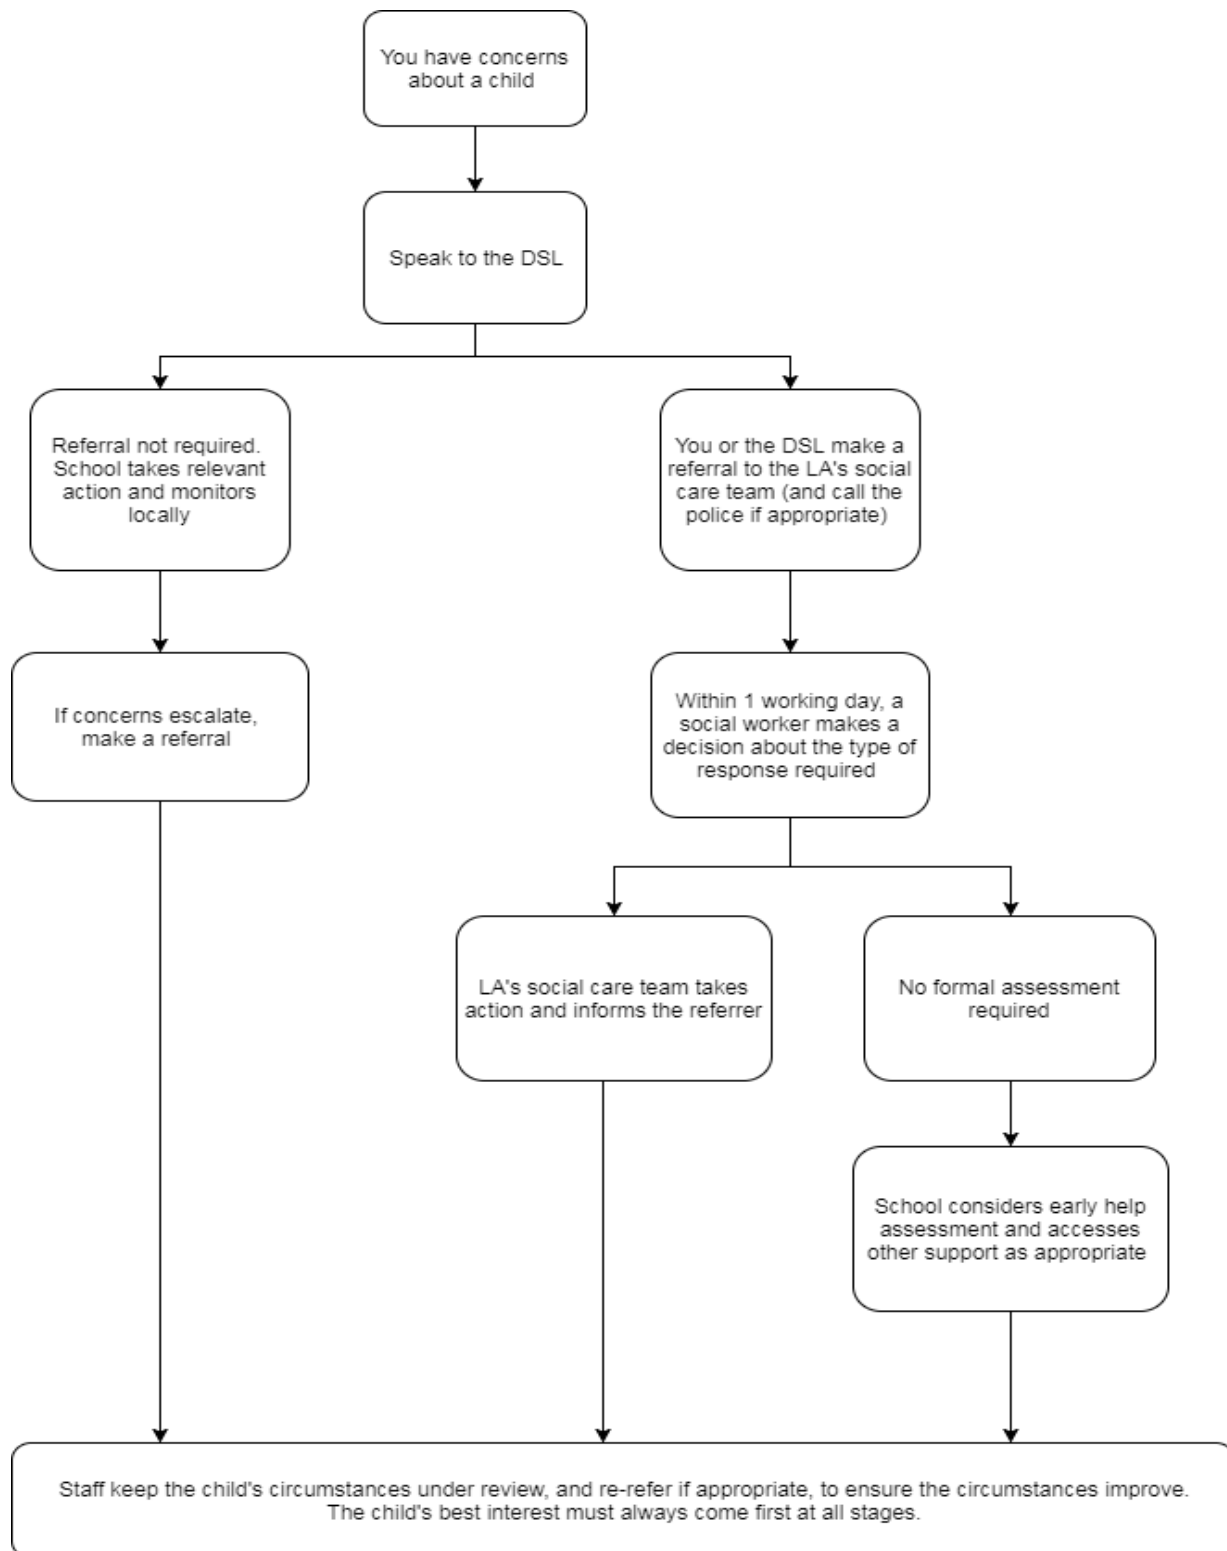 You have concerns
about a child
Speak to the DSL
Referral not required.
School takes relevant
action and monitors
locally
You or the DSL make a
referral to the LA's social
care team (and call the
police if appropriate)
If concerns escalate,
make a referral
Within 1 working day, a
social worker makes a
decision about the type of
response required
LA's social care team takes
action and informs the referrer
No formal assessment
required
School considers early help
assessment and accesses
other support as appropriate
Staff keep the child's circumstances under review, and re-refer if appropriate, to ensure the circumstances improve.
The child's best interest must always come first at all stages.